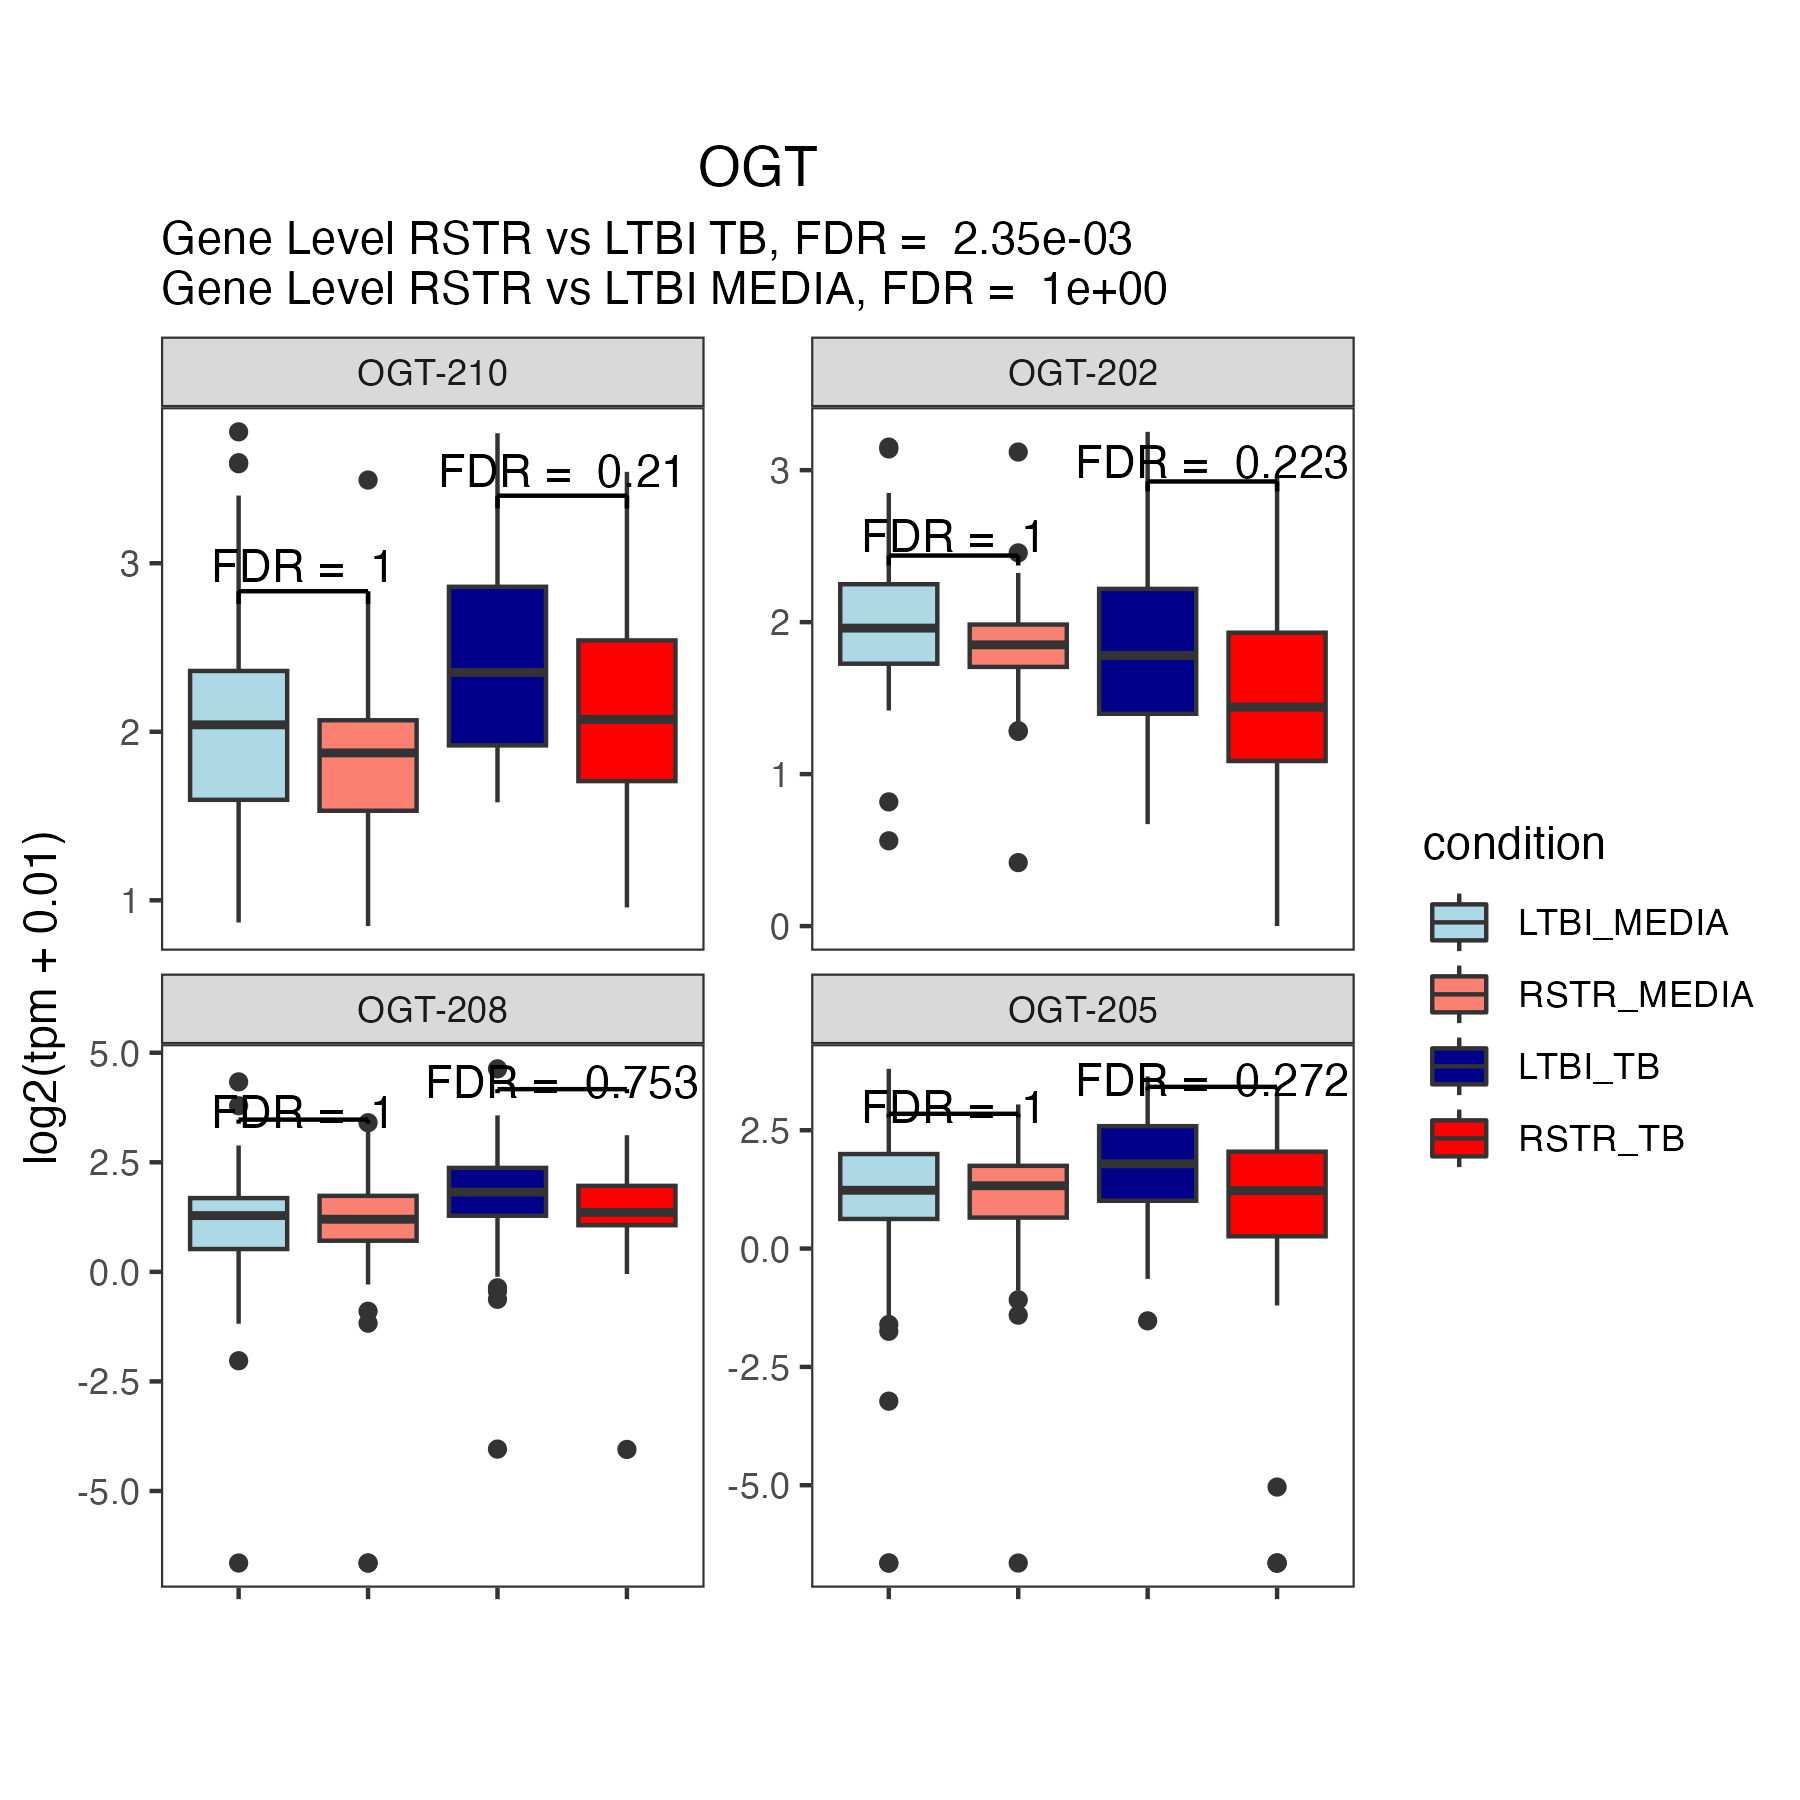 OGT
Gene Level RSTR vs LTBI TB, FDR =  2.35e-03
Gene Level RSTR vs LTBI MEDIA, FDR =  1e+00
OGT-210
FDR =  1
FDR =  0.21
3
2
1
OGT-202
FDR =  1
FDR =  0.223
3
2
1
0
OGT-208
FDR =  1
FDR =  0.753
5.0
2.5
0.0
-2.5
-5.0
OGT-205
FDR =  1
FDR =  0.272
2.5
0.0
-2.5
-5.0
log2(tpm + 0.01)
condition
LTBI_MEDIA
RSTR_MEDIA
LTBI_TB
RSTR_TB